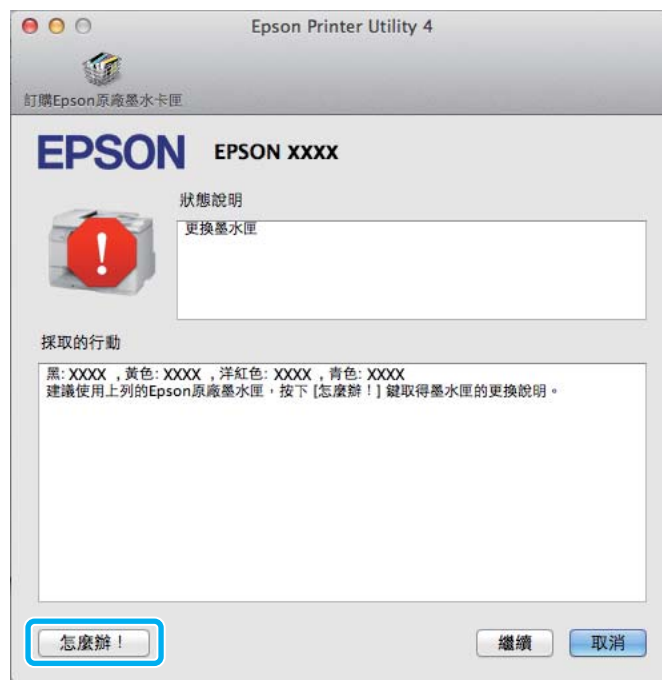 Epson Printer Utility 4
訂購Epson原廠墨水卡匣
EPSON EPSON XXXX
狀態說明
更換墨水匣
採取的行動
黑: XXXX , 黃色: XXXX , 洋紅色: XXXX , 青色: XXXX
建議使用上列的Epson原廠墨水匣，按下 [怎麼辦！] 鍵取得墨水匣的更換說明。
怎麼辦！ 繼續 取消